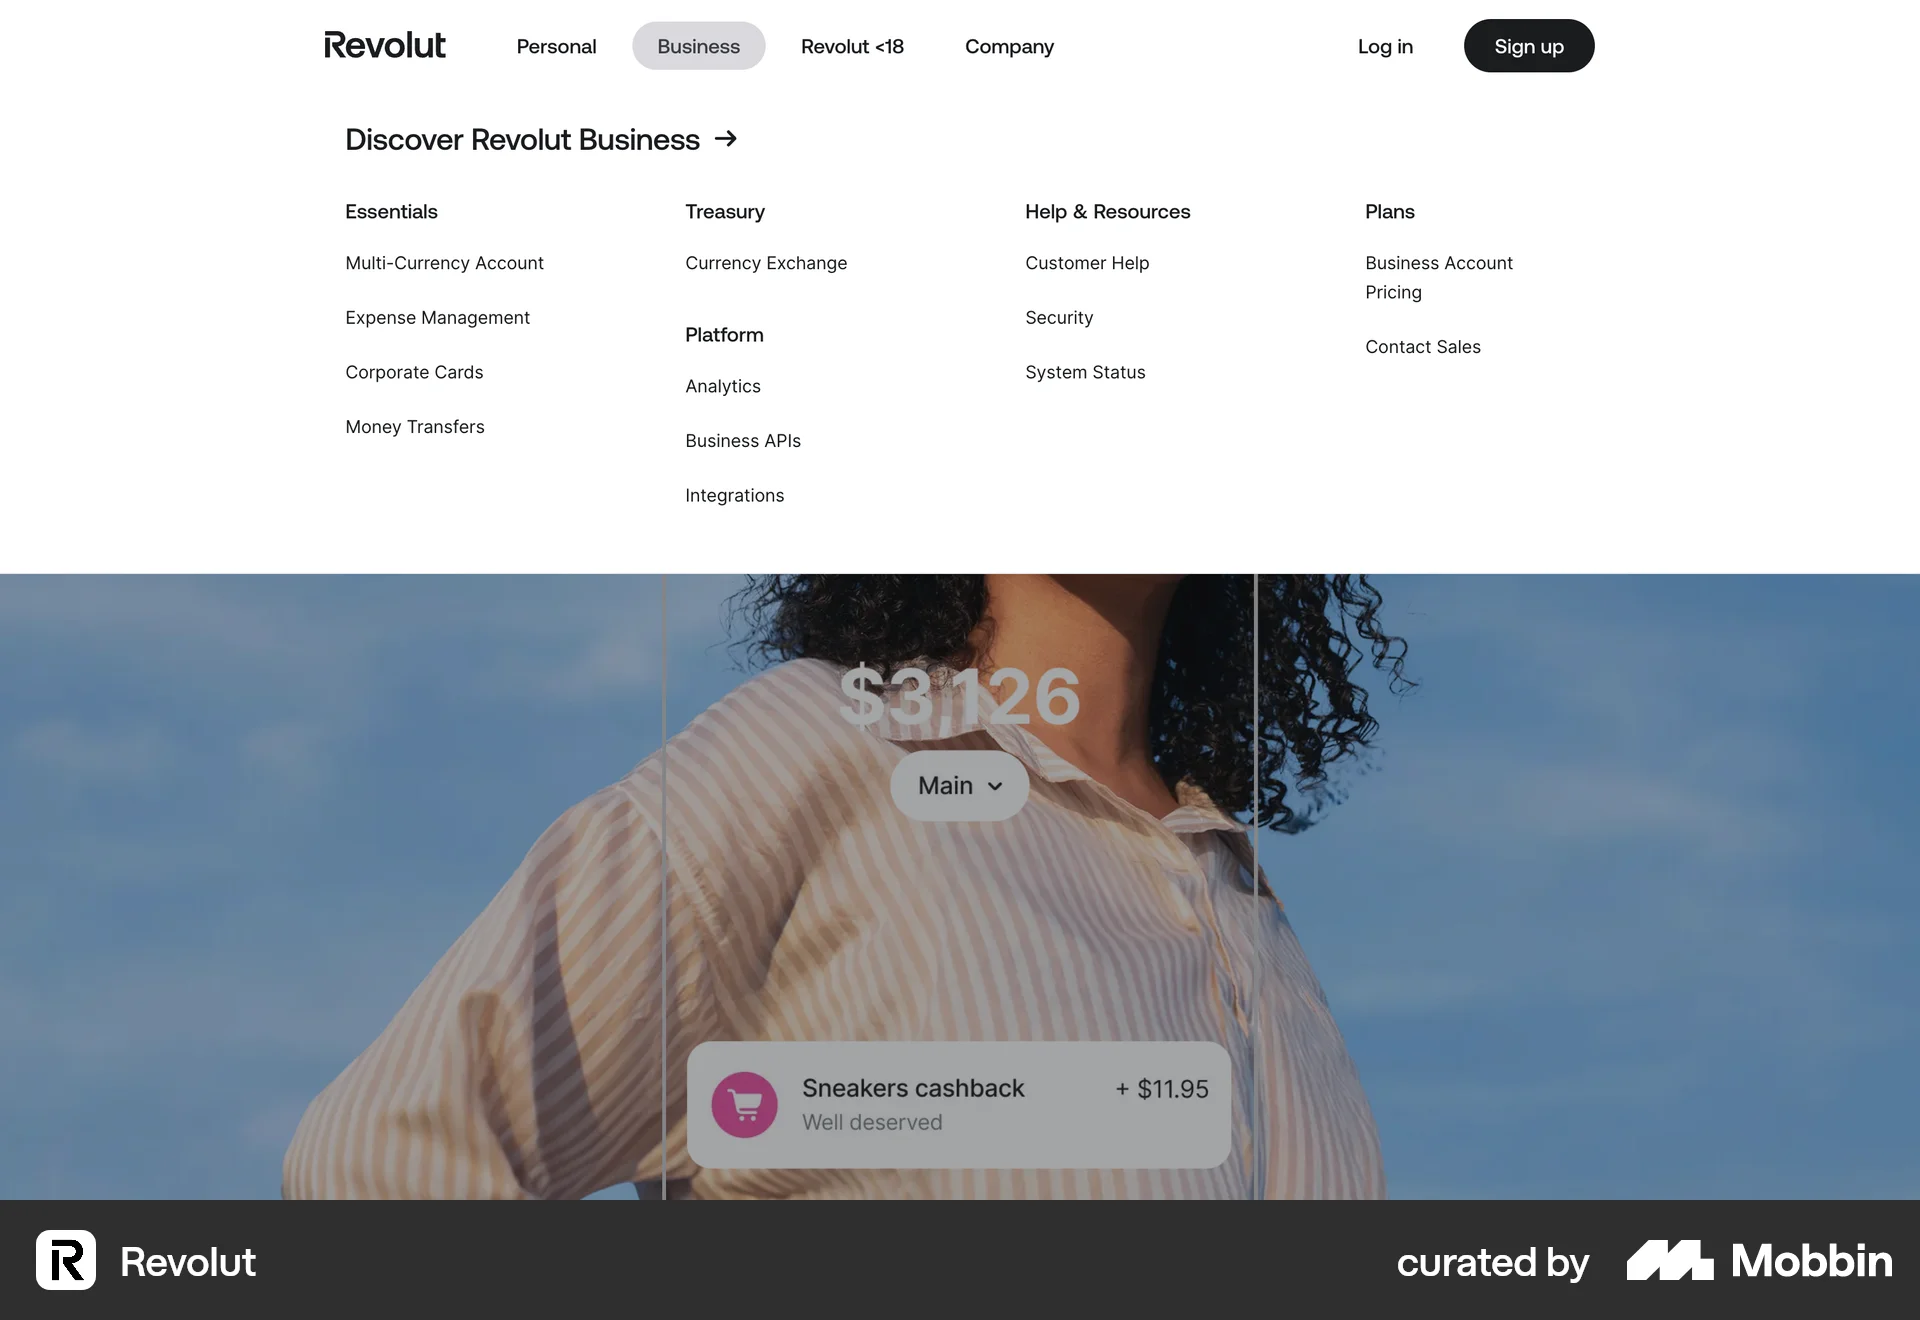 Revolut
Personal
Business
Revolut <18
Company
Log in
Sign up
Discover Revolut Business →
Essentials
Multi-Currency Account
Expense Management
Corporate Cards
Money Transfers
Treasury
Currency Exchange
Platform
Analytics
Business APIs
Integrations
Help & Resources
Customer Help
Security
System Status
Plans
Business Account
Pricing
Contact Sales
$3,126
Main
Sneakers cashback
+ $11.95
Well deserved
R Revolut
curated by Mobbin